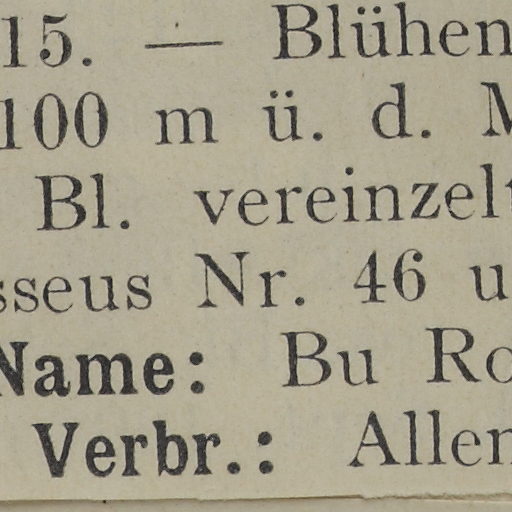 15. — Blühen
100 m ü. d. M
Bl. vereinzelt
sseus Nr. 46 u
Name: Bu Ro
Verbr.: Allen